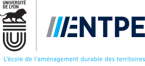 UNIVERSITÉ
DE LYON
ENTPE
L'école de l'aménagement durable des territoires